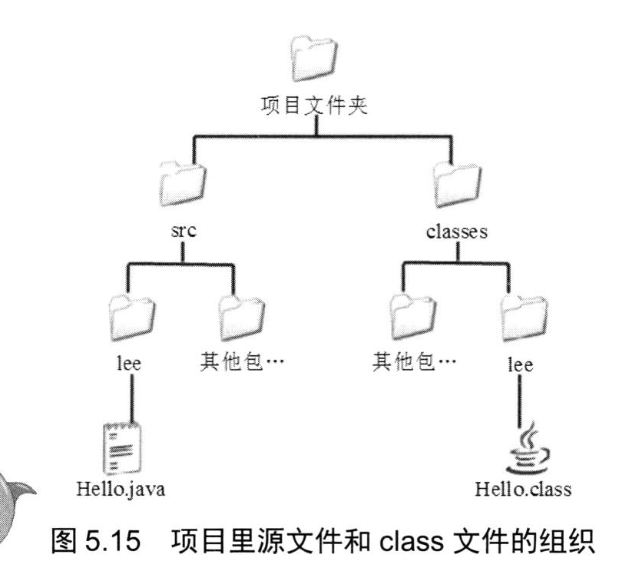 项目文件夹
src
classes
lee
其他包…
其他包…
lee
Hello.java
Hello.class
图 5.15 项目里源文件和 class 文件的组织